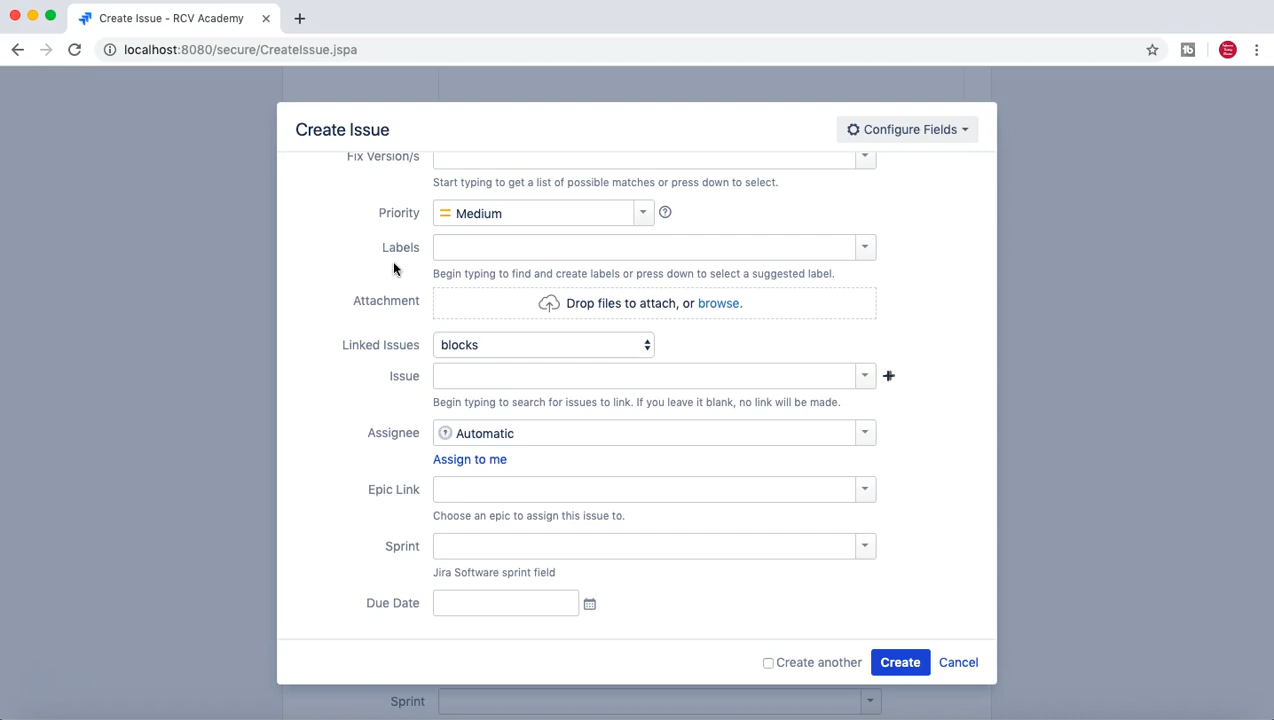 Create Issue - RCV Academy
localhost:8080/secure/CreateIssue.jspa
Create Issue
Configure Fields
Fix Version/s
Start typing to get a list of possible matches or press down to select.
Priority
Medium
Labels
Begin typing to find and create labels or press down to select a suggested label.
Attachment
Drop files to attach, or browse.
Linked Issues
blocks
Issue
Begin typing to search for issues to link. If you leave it blank, no link will be made.
Assignee
Automatic
Assign to me
Epic Link
Choose an epic to assign this issue to.
Sprint
Jira Software sprint field
Due Date
Create another
Create
Cancel
Sprint